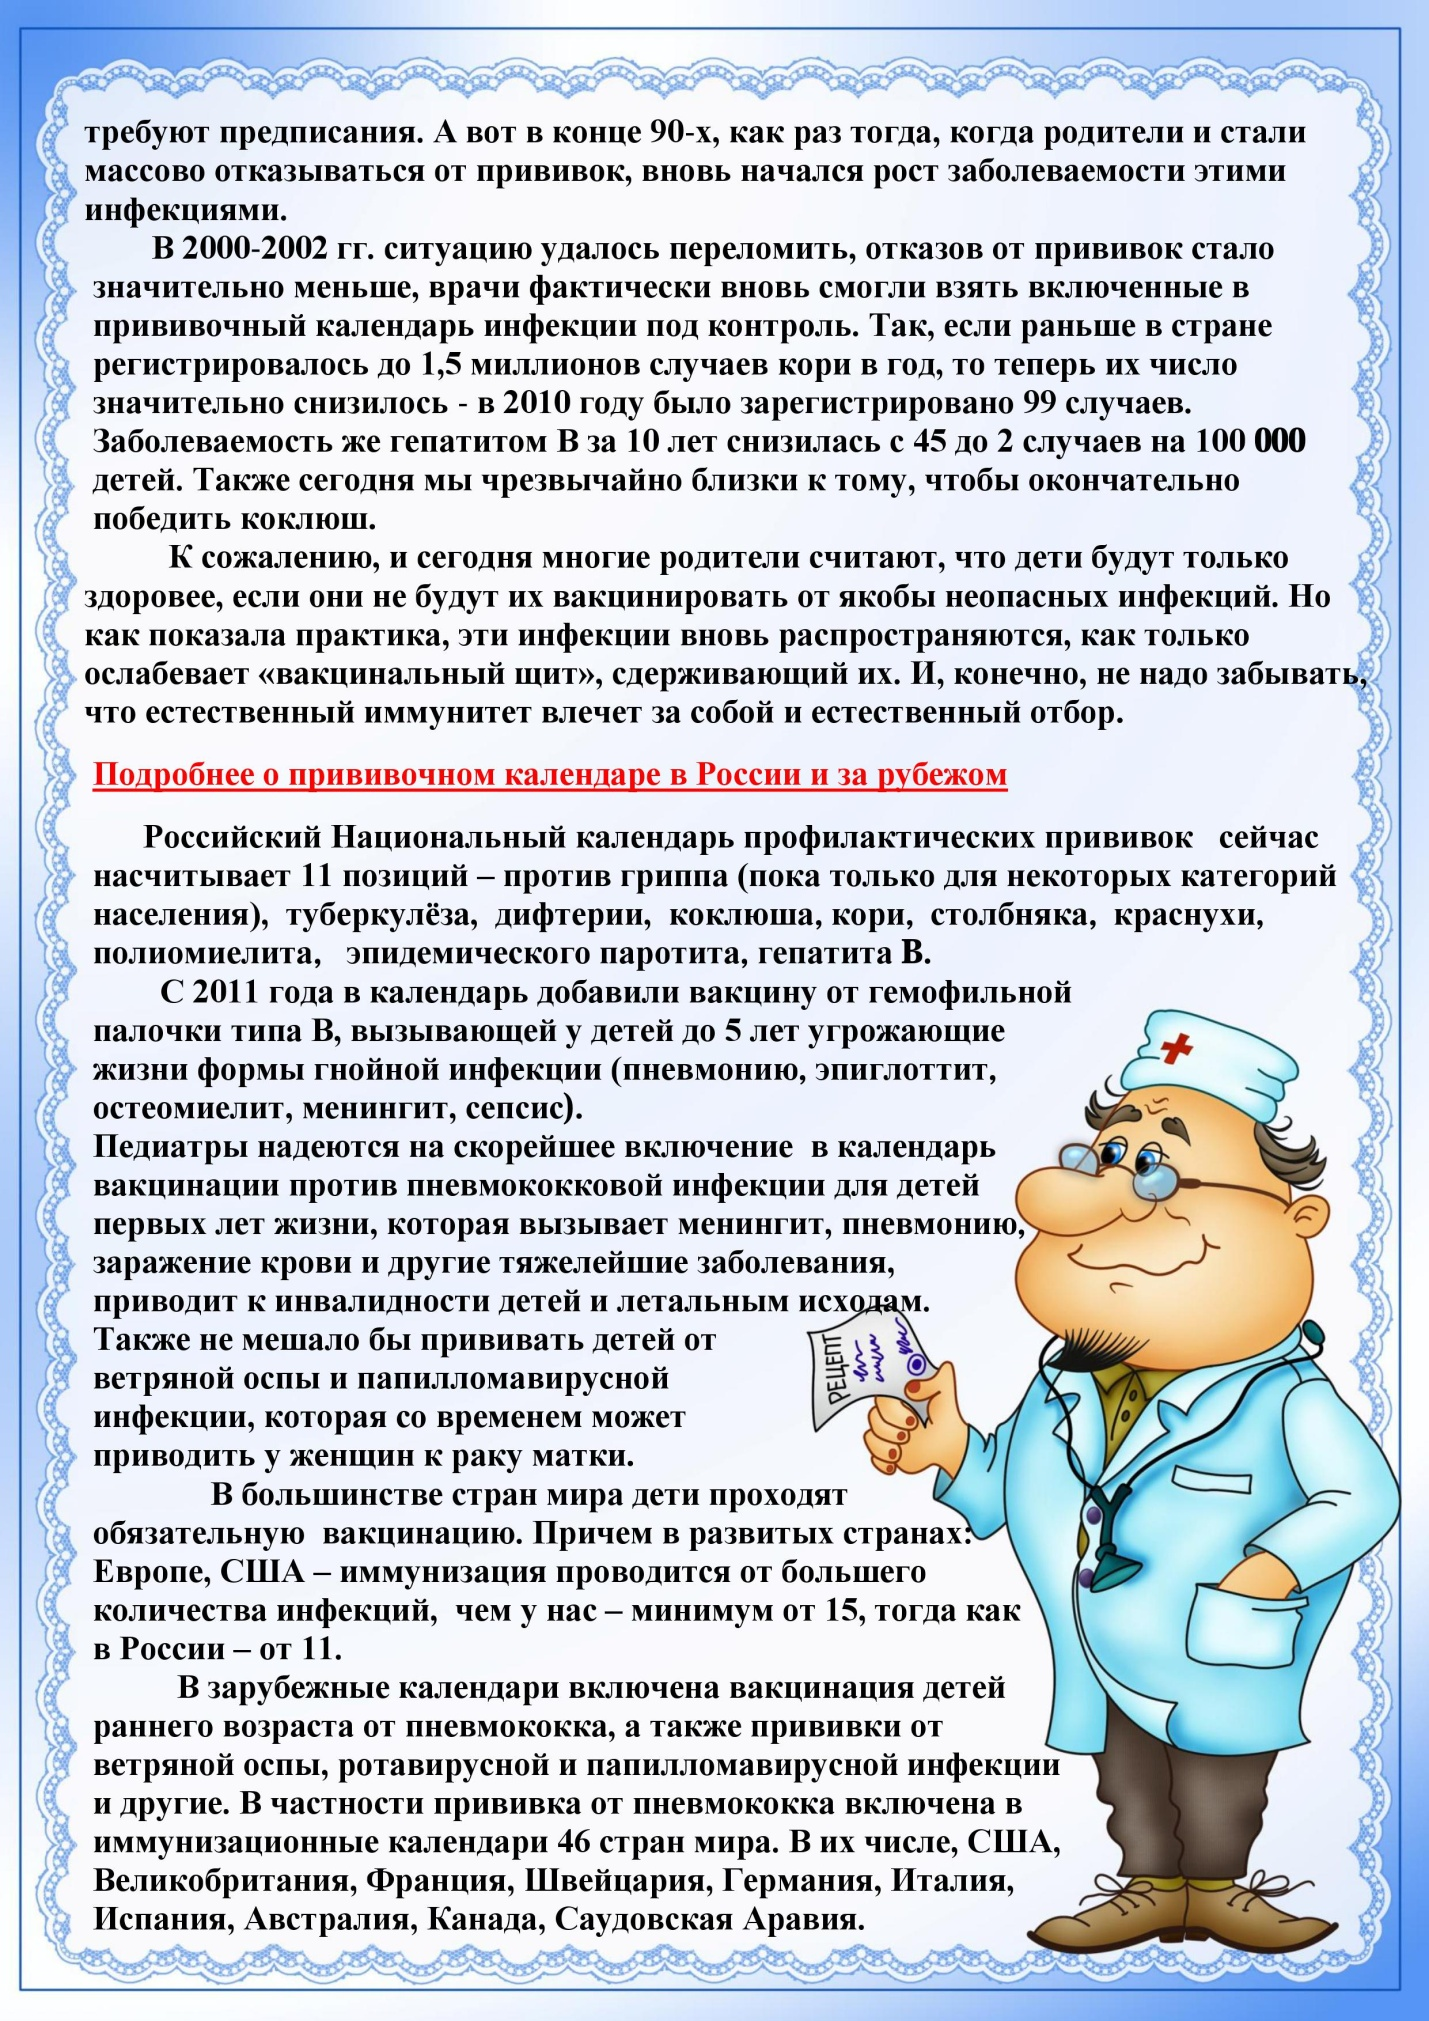 требуют предписания. А вот в конце 90-х, как раз тогда, когда родители и стали
массово отказываться от прививок, вновь начался рост заболеваемости этими
инфекциями.
В 2000-2002 гг. ситуацию удалось переломить, отказов от прививок стало
значительно меньше, врачи фактически вновь смогли взять включенные в
прививочный календарь инфекции под контроль. Так, если раньше в стране
регистрировалось до 1,5 миллионов случаев кори в год, то теперь их число
значительно снизилось - в 2010 году было зарегистрировано 99 случаев.
Заболеваемость же гепатитом В за 10 лет снизилась с 45 до 2 случаев на 100 000
детей. Также сегодня мы чрезвычайно близки к тому, чтобы окончательно
победить коклюш.
К сожалению, и сегодня многие родители считают, что дети будут только
здоровее, если они не будут их вакцинировать от якобы неопасных инфекций. Но
как показала практика, эти инфекции вновь распространяются, как только
ослабевает «вакцинальный щит», сдерживающий их. И, конечно, не надо забывать,
что естественный иммунитет влечет за собой и естественный отбор.
Подробнее о прививочном календаре в России и за рубежом
Российский Национальный календарь профилактических прививок сейчас
насчитывает 11 позиций – против гриппа (пока только для некоторых категорий
населения), туберкулёза, дифтерии, коклюша, кори, столбняка, краснухи,
полиомиелита, эпидемического паротита, гепатита В.
С 2011 года в календарь добавили вакцину от гемофильной
палочки типа В, вызывающей у детей до 5 лет угрожающие
жизни формы гнойной инфекции (пневмонию, эпиглоттит,
остеомиелит, менингит, сепсис).
Педиатры надеются на скорейшее включение в календарь
вакцинации против пневмококковой инфекции для детей
первых лет жизни, которая вызывает менингит, пневмонию,
заражение крови и другие тяжелейшие заболевания,
приводит к инвалидности детей и летальным исходам.
Также не мешало бы прививать детей от
ветряной оспы и папилломавирусной
инфекции, которая со временем может
приводить у женщин к раку матки.
РЕЦЕПТ
В большинстве стран мира дети проходят
обязательную вакцинацию. Причем в развитых странах:
Европе, США – иммунизация проводится от большего
количества инфекций, чем у нас – минимум от 15, тогда как
в России – от 11.
В зарубежные календари включена вакцинация детей
раннего возраста от пневмококка, а также прививки от
ветряной оспы, ротавирусной и папилломавирусной инфекции
и другие. В частности прививка от пневмококка включена в
иммунизационные календари 46 стран мира. В их числе, США,
Великобритания, Франция, Швейцария, Германия, Италия,
Испания, Австралия, Канада, Саудовская Аравия.